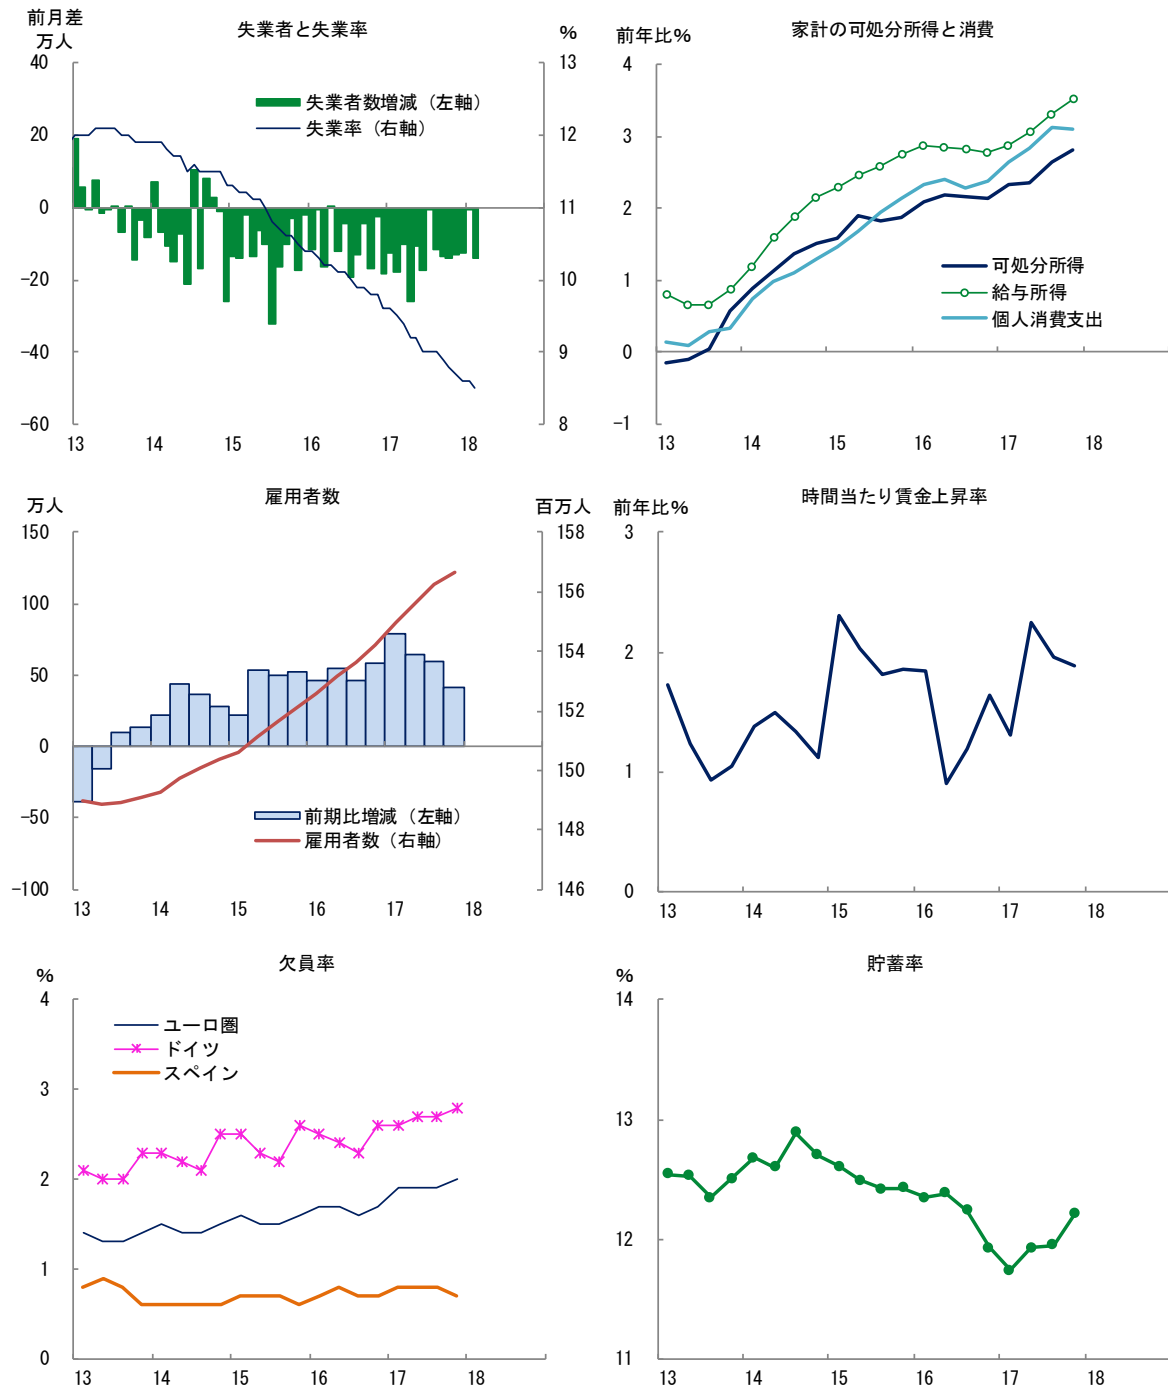 失業者と失業率
前月差
万人
%
40
20
0
−20
−40
−60
13
12
11
10
9
8
失業者数増減（左軸）
失業率（右軸）
13 14 15 16 17 18
家計の可処分所得と消費
前年比%
4
3
2
1
0
−1
可処分所得
給与所得
個人消費支出
13 14 15 16 17 18
雇用者数
万人
百万人
150
100
50
0
−50
−100
158
156
154
152
150
148
146
前期比増減（左軸）
雇用者数（右軸）
13 14 15 16 17 18
時間当たり賃金上昇率
前年比%
3
2
1
0
13 14 15 16 17 18
欠員率
%
4
3
2
1
0
ユーロ圏
ドイツ
スペイン
13 14 15 16 17 18
貯蓄率
%
14
13
12
11
13 14 15 16 17 18